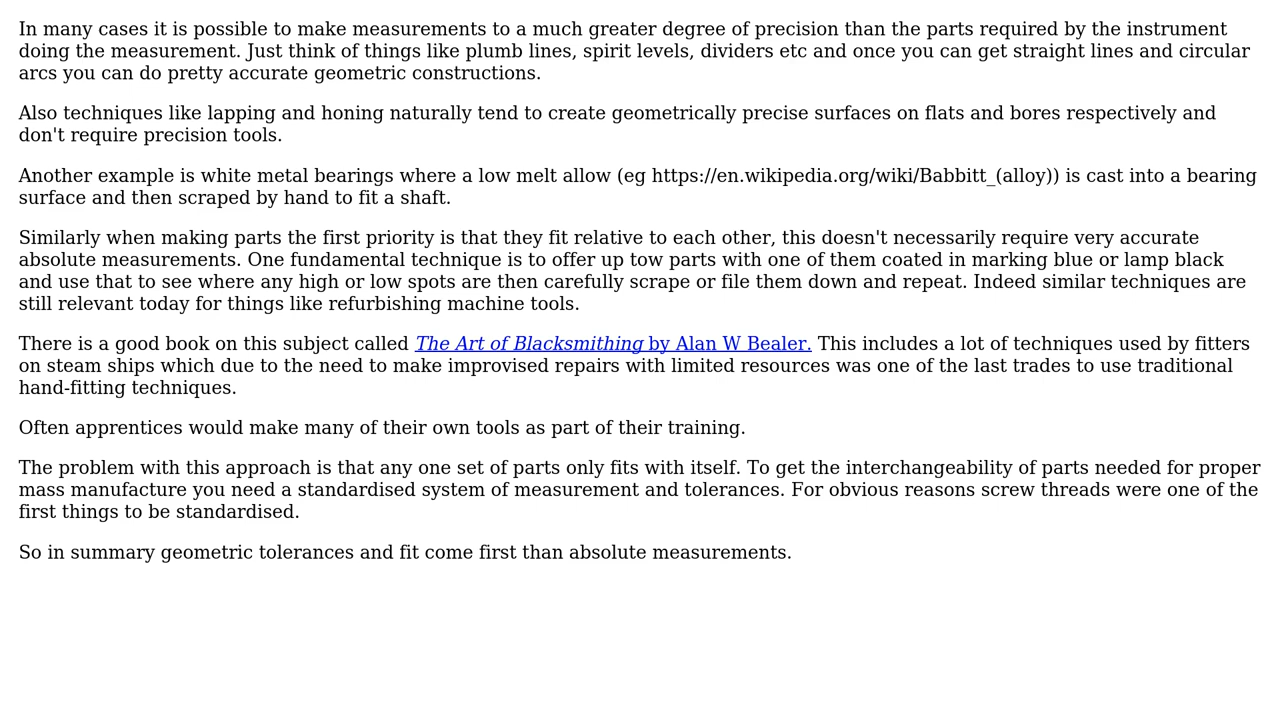 In many cases it is possible to make measurements to a much greater degree of precision than the parts required by the instrument
doing the measurement. Just think of things like plumb lines, spirit levels, dividers etc and once you can get straight lines and circular
arcs you can do pretty accurate geometric constructions.
Also techniques like lapping and honing naturally tend to create geometrically precise surfaces on flats and bores respectively and
don't require precision tools.
Another example is white metal bearings where a low melt allow (eg https://en.wikipedia.org/wiki/Babbitt_(alloy)) is cast into a bearing
surface and then scraped by hand to fit a shaft.
Similarly when making parts the first priority is that they fit relative to each other, this doesn't necessarily require very accurate
absolute measurements. One fundamental technique is to offer up tow parts with one of them coated in marking blue or lamp black
and use that to see where any high or low spots are then carefully scrape or file them down and repeat. Indeed similar techniques are
still relevant today for things like refurbishing machine tools.
There is a good book on this subject called The Art of Blacksmithing by Alan W Bealer. This includes a lot of techniques used by fitters
on steam ships which due to the need to make improvised repairs with limited resources was one of the last trades to use traditional
hand-fitting techniques.
Often apprentices would make many of their own tools as part of their training.
The problem with this approach is that any one set of parts only fits with itself. To get the interchangeability of parts needed for proper
mass manufacture you need a standardised system of measurement and tolerances. For obvious reasons screw threads were one of the
first things to be standardised.
So in summary geometric tolerances and fit come first than absolute measurements.